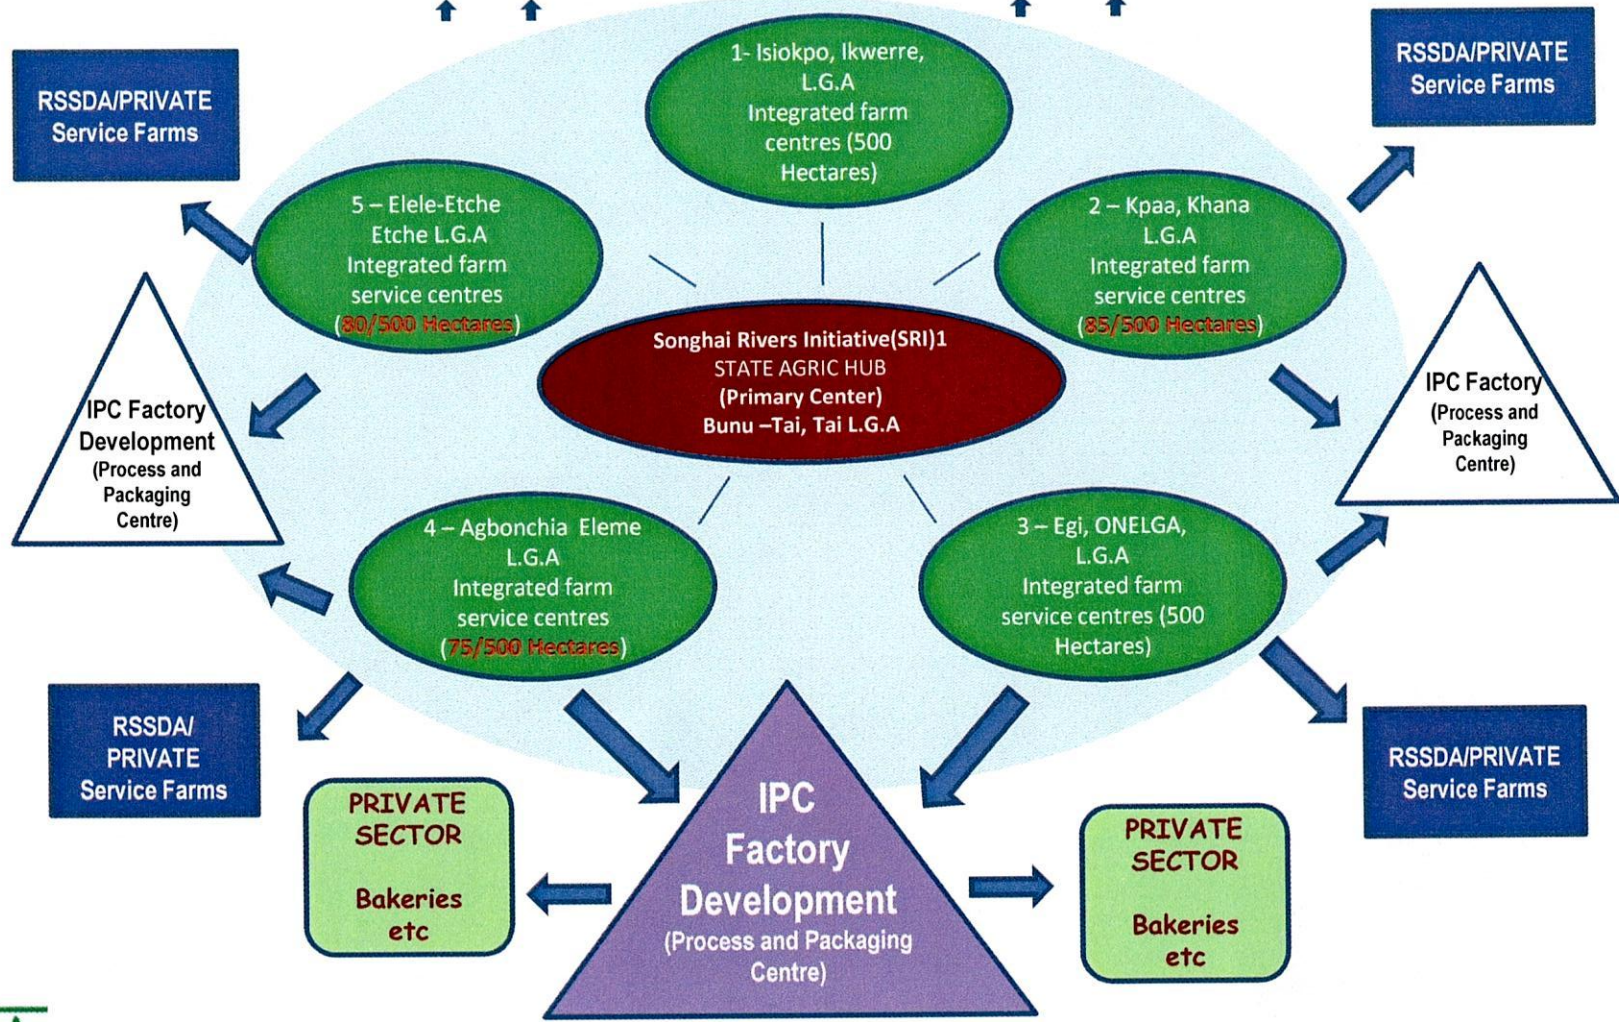 1- Isiokpo, Ikwerre,
L.G.A
Integrated farm
centres (500
Hectares)
RSSDA/PRIVATE
Service Farms
RSSDA/PRIVATE
Service Farms
5 – Elele-Etche
Etche L.G.A
Integrated farm
service centres
(80/500 Hectares)
2 – Kpaa, Khana
L.G.A
Integrated farm
service centres
(85/500 Hectares)
Songhai Rivers Initiative(SRI)1
STATE AGRIC HUB
(Primary Center)
Bunu –Tai, Tai L.G.A
IPC Factory
Development
(Process and
Packaging
Centre)
IPC Factory
(Process and
Packaging
Centre)
4 – Agbonchia Eleme
L.G.A
Integrated farm
service centres
(75/500 Hectares)
3 – Egi, ONELGA,
L.G.A
Integrated farm
service centres (500
Hectares)
RSSDA/
PRIVATE
Service Farms
RSSDA/PRIVATE
Service Farms
PRIVATE
SECTOR
Bakeries
etc
IPC
Factory
Development
(Process and Packaging
Centre)
PRIVATE
SECTOR
Bakeries
etc